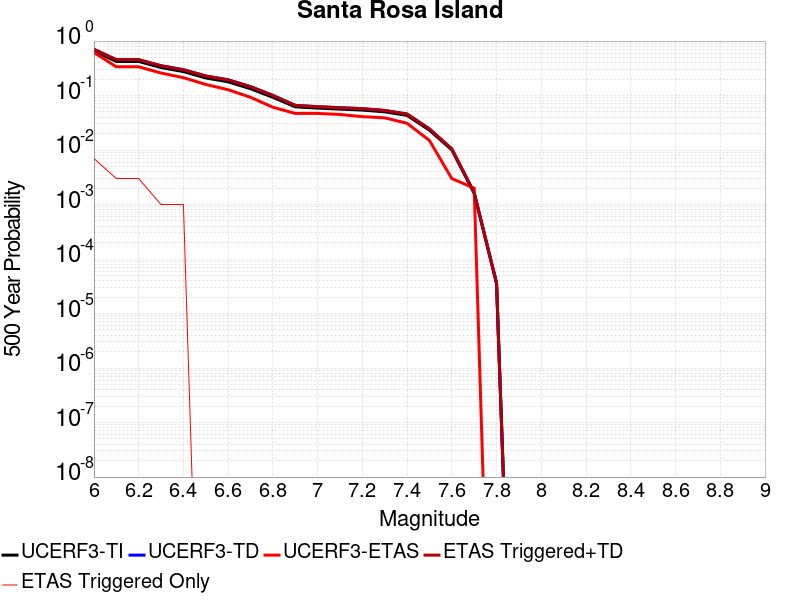 Santa Rosa Island
10^0
10^-1
10^-2
10^-3
10^-4
10^-5
10^-6
10^-7
10^-8
500 Year Probability
6 6.2 6.4 6.6 6.8 7 7.2 7.4 7.6 7.8 8 8.2 8.4 8.6 8.8 9
Magnitude
UCERF3-TI UCERF3-TD UCERF3-ETAS ETAS Triggered+TD
ETAS Triggered Only